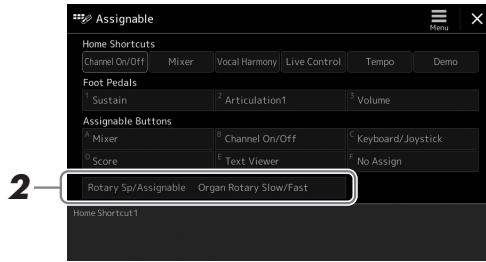 Assignable
Menu
Home Shortcuts
Channel On/Off Mixer Vocal Harmony Live Control Tempo Demo
Foot Pedals
1 Sustain 2 Articulation1 3 Volume
Assignable Buttons
A Mixer B Channel On/Off C Keyboard/Joystick
D Score E Text Viewer F No Assign
2 Rotary Sp/Assignable Organ Rotary Slow/Fast
Home Shortcut1